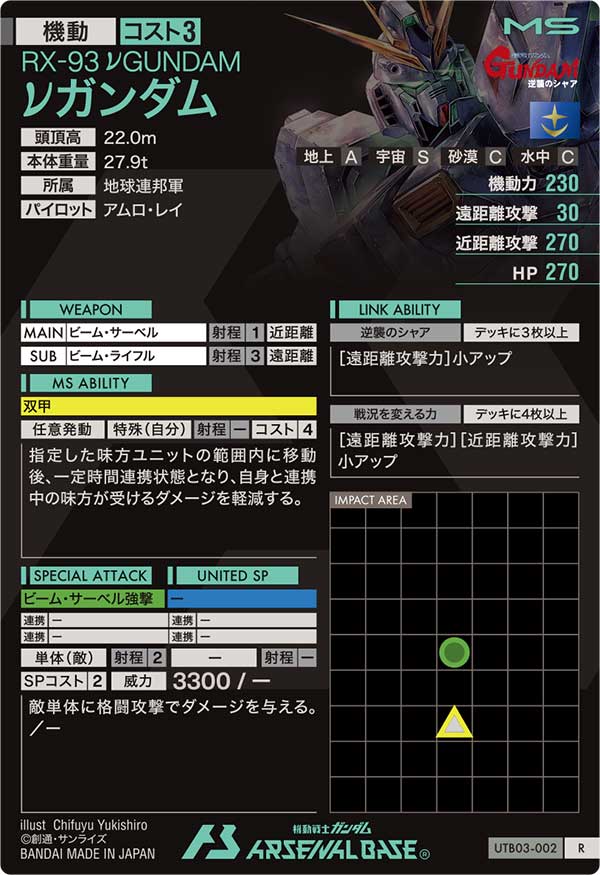 機動 コスト3
MS
RX-93 νGUNDAM
νガンダム
機動戦士ガンダム
GUNDAM
逆襲のシャア
頭頂高 22.0m
本体重量 27.9t
所属 地球連邦軍
パイロット アムロ・レイ
地上 A 宇宙 S 砂漠 C 水中 C
機動力 230
遠距離攻撃 30
近距離攻撃 270
HP 270
WEAPON
MAIN ビーム・サーベル 射程 1 近距離
SUB ビーム・ライフル 射程 3 遠距離
MS ABILITY
双甲
任意発動 特殊(自分) 射程 － コスト 4
指定した味方ユニットの範囲内に移動
後、一定時間連携状態となり、自身と連携
中の味方が受けるダメージを軽減する。
LINK ABILITY
逆襲のシャア デッキに3枚以上
[遠距離攻撃力]小アップ
戦況を変える力 デッキに4枚以上
[遠距離攻撃力][近距離攻撃力]
小アップ
IMPACT AREA
SPECIAL ATTACK UNITED SP
ビーム・サーベル強撃 －
連携 － 連携 －
連携 － 連携 －
単体(敵) 射程 2 － 射程 －
SPコスト 2 威力 3300 / －
敵単体に格闘攻撃でダメージを与える。
/－
illust Chifuyu Yukishiro
©創通・サンライズ
BANDAI MADE IN JAPAN
機動戦士ガンダム
ARSENAL BASE ®
UTB03-002 R